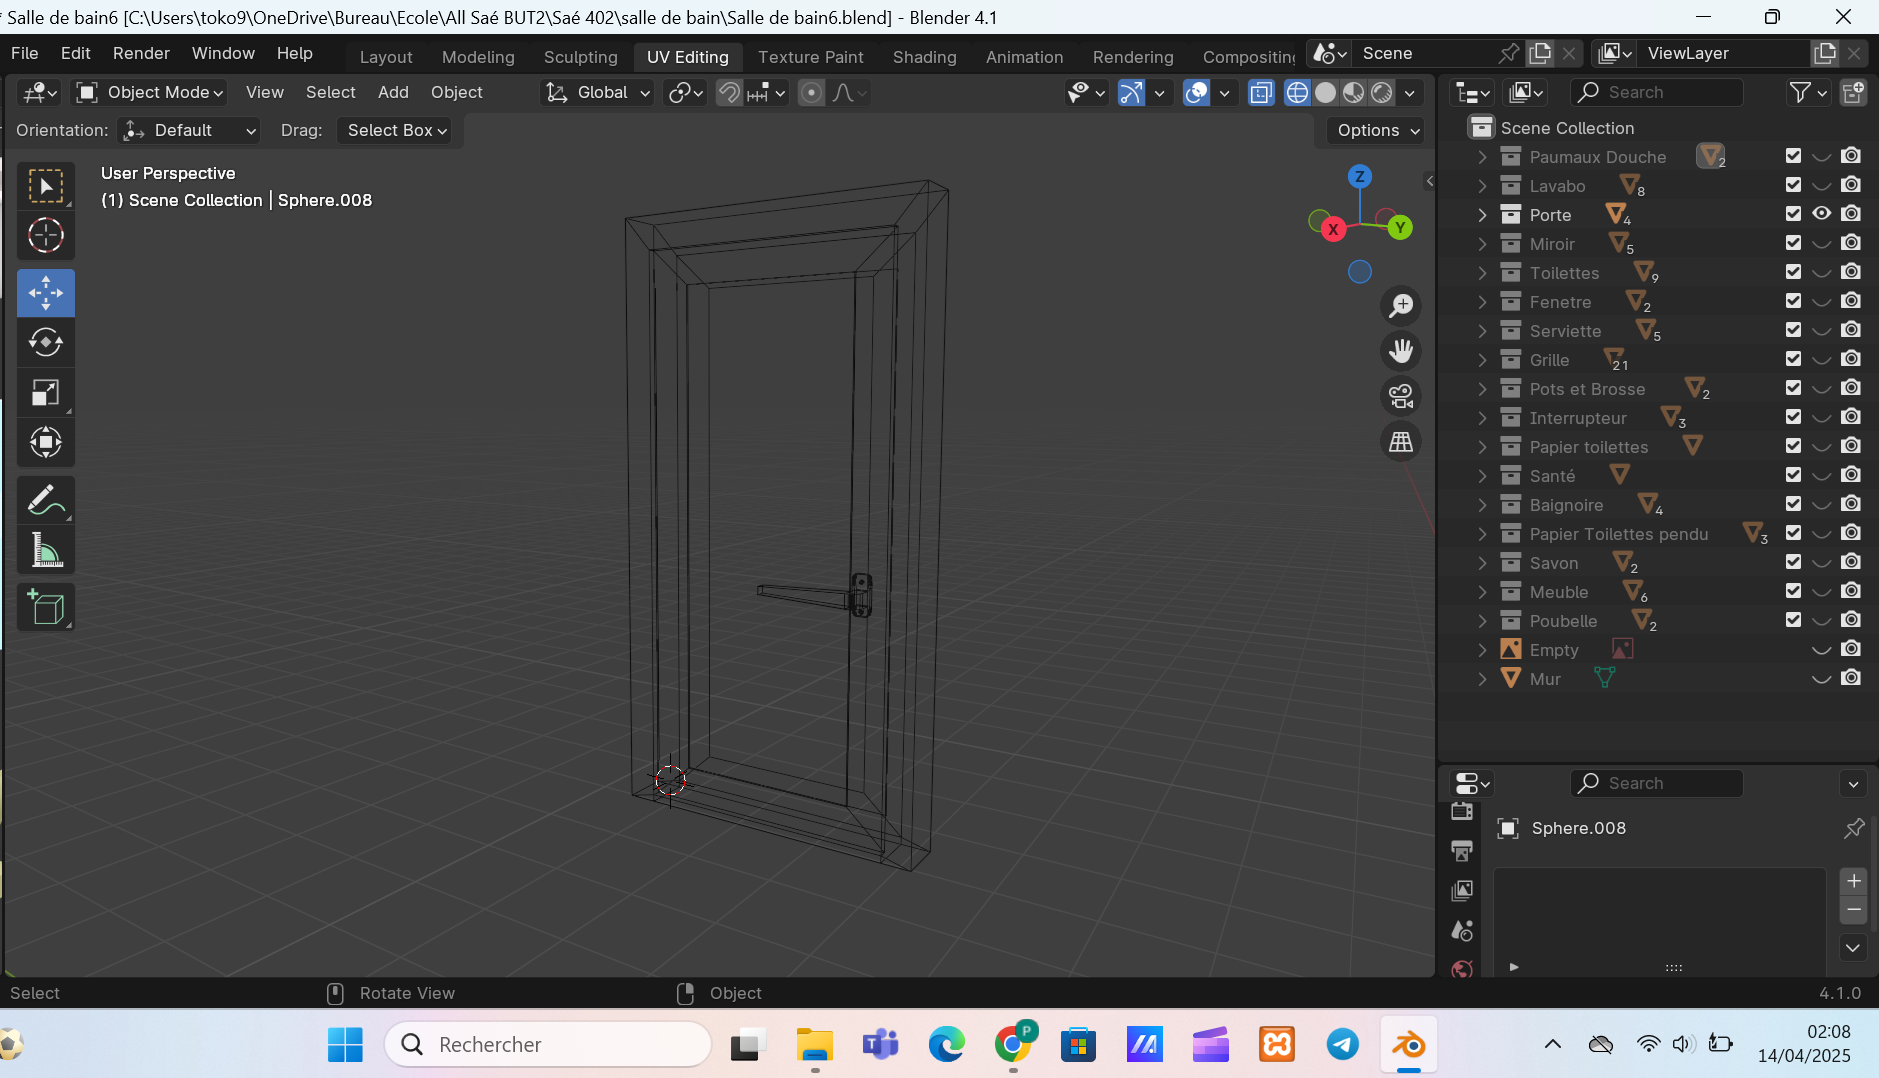 * Salle de bain6 [C:\Users\toko9\OneDrive\Bureau\Ecole\All Saé BUT2\Saé 402\salle de bain\Salle de bain6.blend] - Blender 4.1
File Edit Render Window Help Layout Modeling Sculpting UV Editing Texture Paint Shading Animation Rendering Compositing Scene ViewLayer
Object Mode View Select Add Object Global Search
Orientation: Default Drag: Select Box Options
Scene Collection
User Perspective
(1) Scene Collection | Sphere.008
Z
X
Y
Paumaux Douche 2
Lavabo 8
Porte 4
Miroir 5
Toilettes 9
Fenetre 2
Serviette 5
Grille 21
Pots et Brosse 2
Interrupteur 3
Papier toilettes
Santé
Baignoire 4
Papier Toilettes pendu 3
Savon 2
Meuble 6
Poubelle 2
Empty
Mur
Search
Sphere.008
Select Rotate View Object 4.1.0
Rechercher
P
02:08
14/04/2025